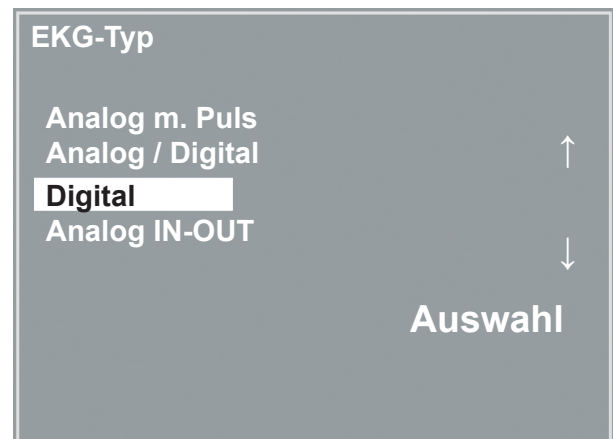 EKG-Typ
Analog m. Puls
Analog / Digital
↑
Digital
Analog IN-OUT
↓
Auswahl